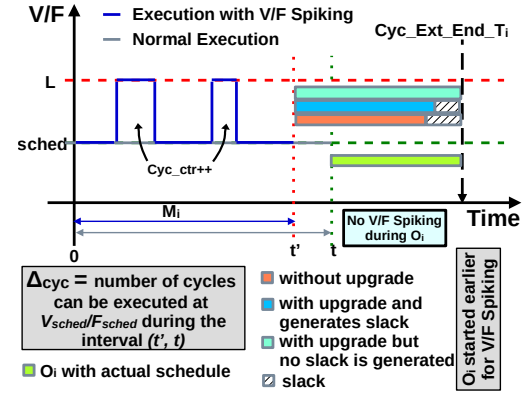 V/F
Execution with V/F Spiking
Normal Execution
Cyc_Ext_End_Tᵢ
L
sched
Cyc_ctr++
Mᵢ
No V/F Spiking
during Oᵢ
Time
0
t'
t
Δcyc = number of cycles
can be executed at
Vsched/Fsched during the
interval (t', t)
Oᵢ with actual schedule
without upgrade
with upgrade and
generates slack
with upgrade but
no slack is generated
slack
Oᵢ started earlier
for V/F Spiking